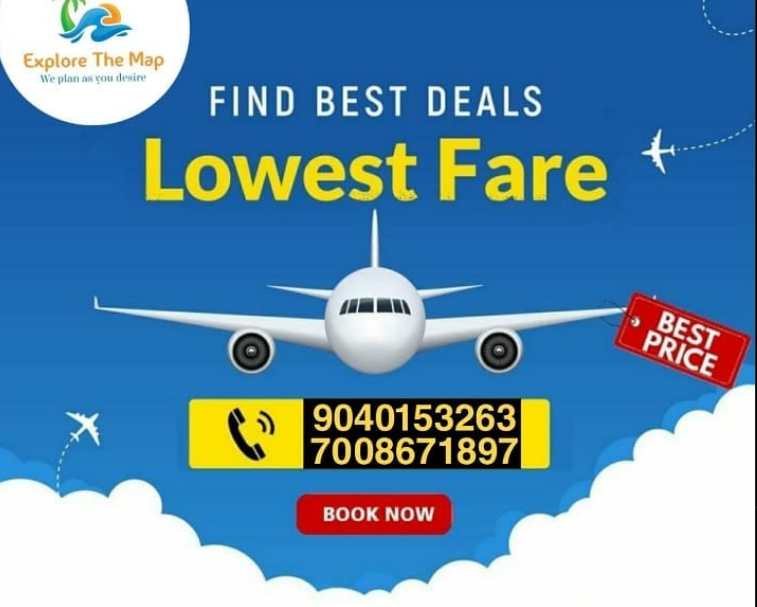 Explore The Map
We plan as you desire
FIND BEST DEALS
Lowest Fare
BEST
PRICE
9040153263
7008671897
BOOK NOW